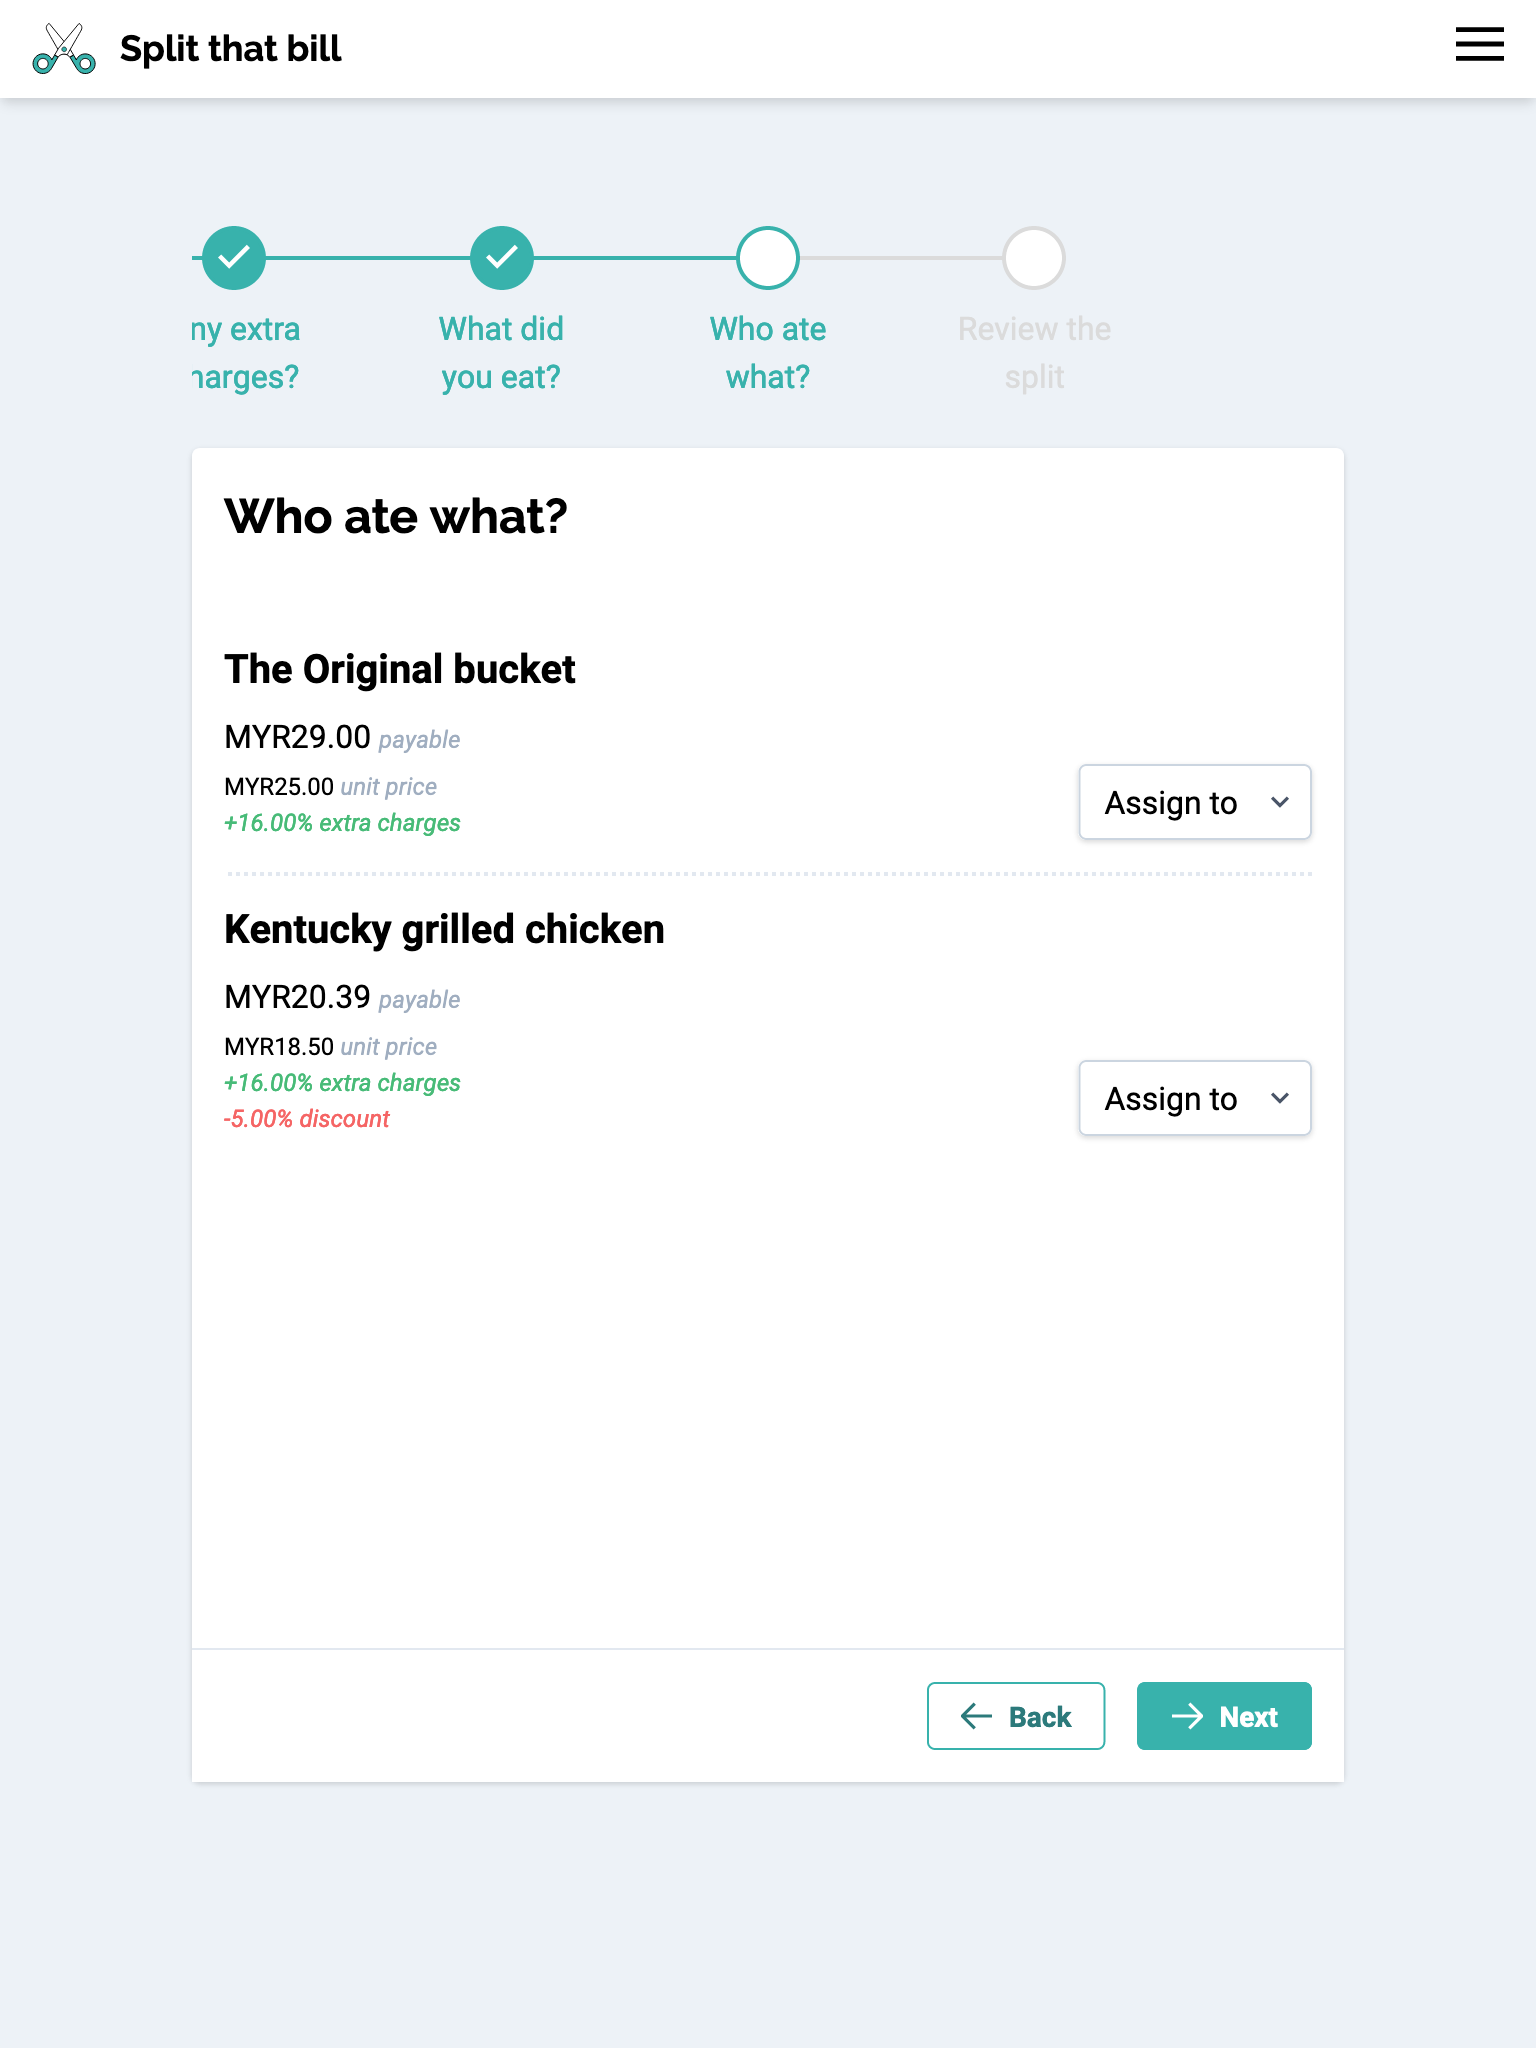 Split that bill
ny extra
harges?
What did
you eat?
Who ate
what?
Review the
split
Who ate what?
The Original bucket
MYR29.00 payable
MYR25.00 unit price
+16.00% extra charges
Assign to
Kentucky grilled chicken
MYR20.39 payable
MYR18.50 unit price
+16.00% extra charges
-5.00% discount
Assign to
Back
Next